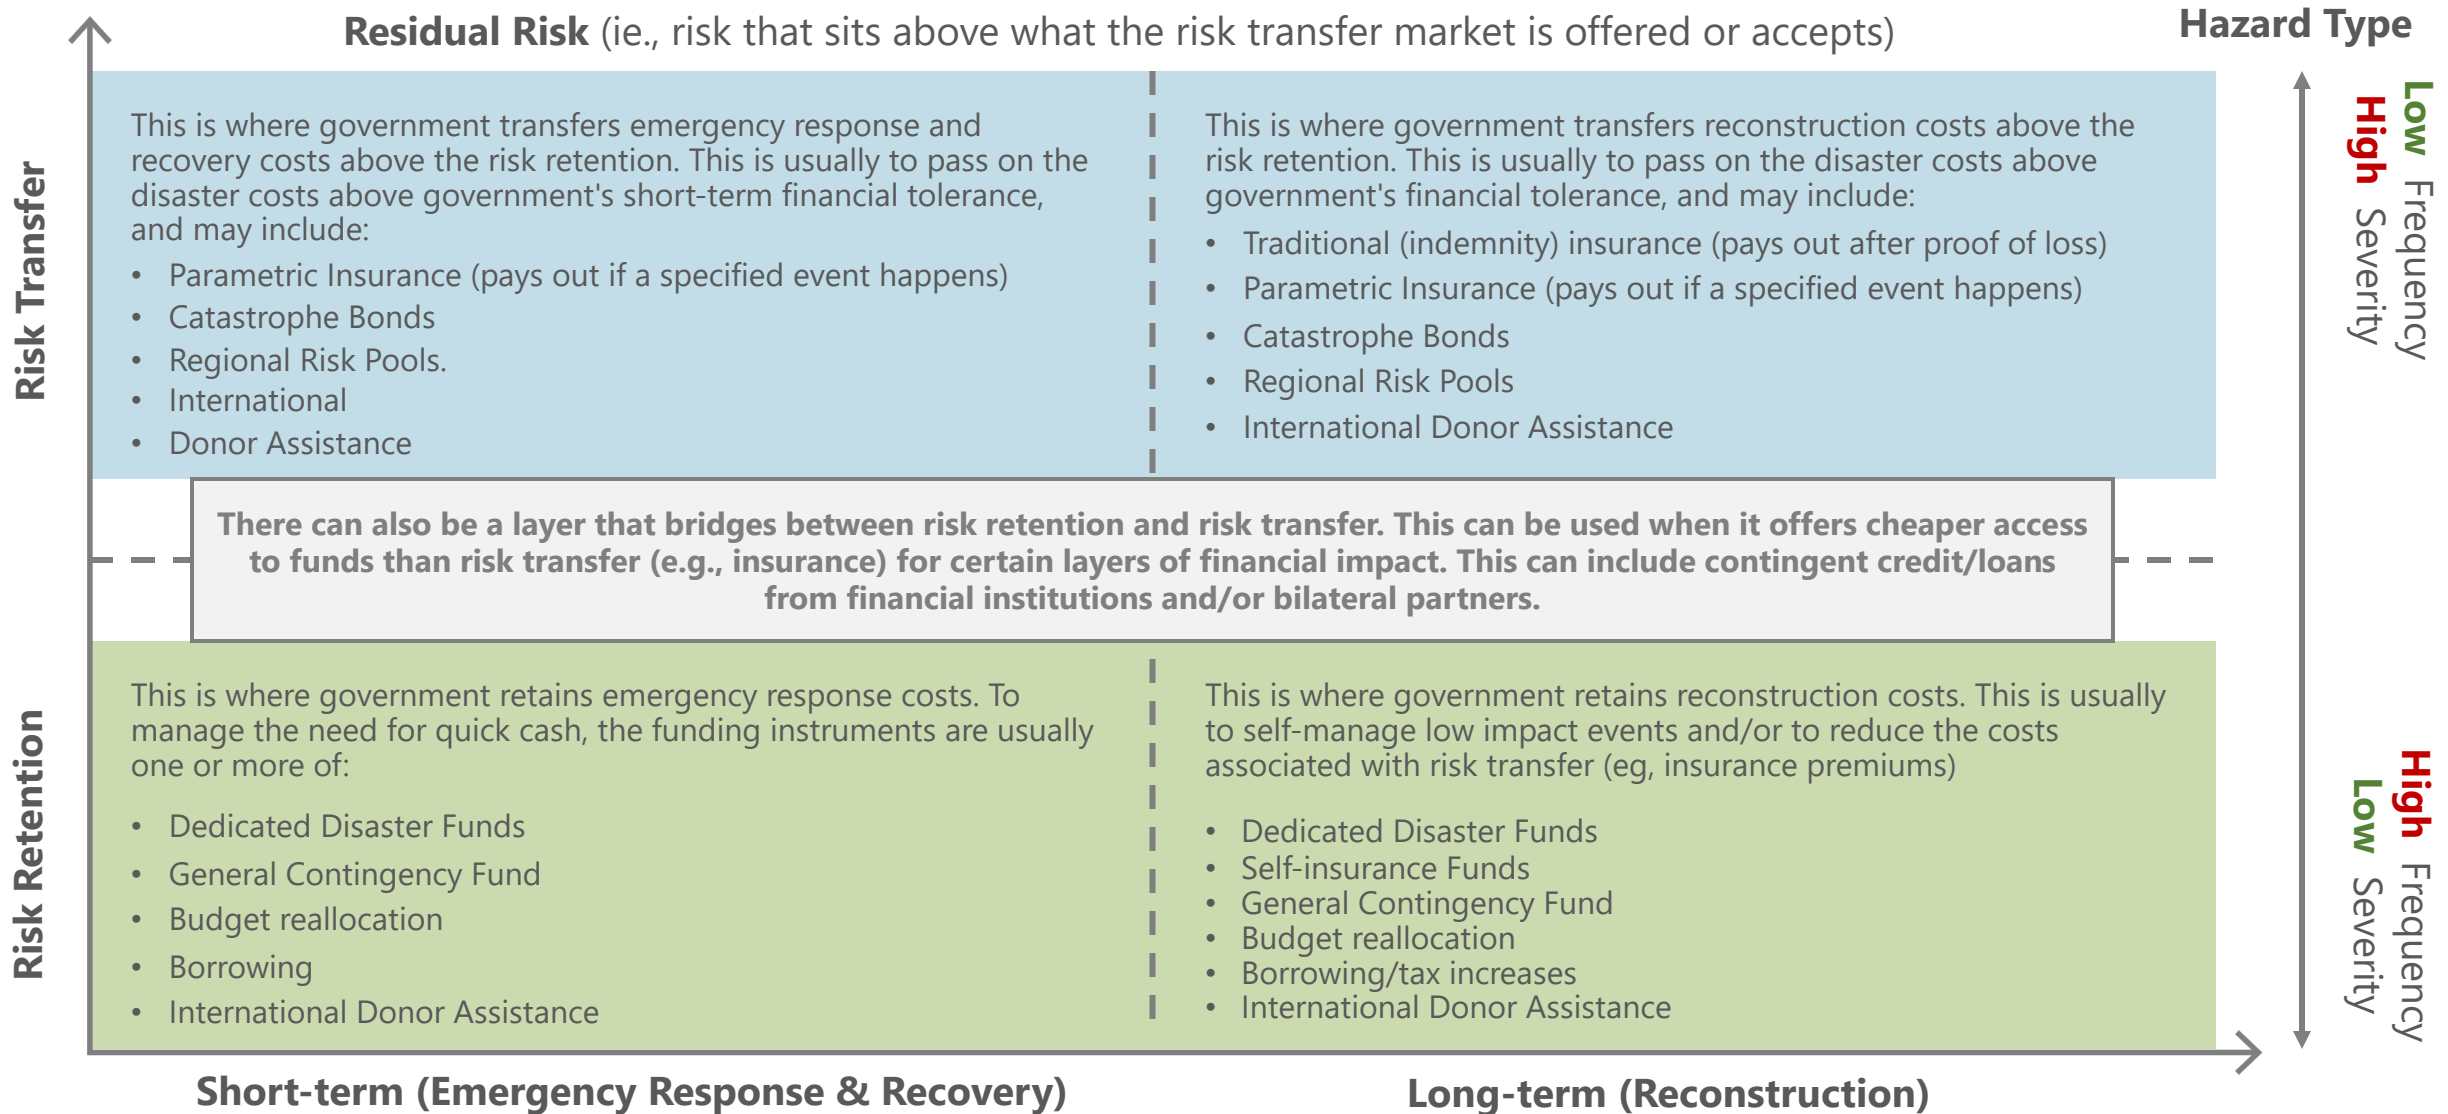 Residual Risk (ie., risk that sits above what the risk transfer market is offered or accepts)
Hazard Type
Risk Transfer
This is where government transfers emergency response and
recovery costs above the risk retention. This is usually to pass on the
disaster costs above government's short-term financial tolerance,
and may include:
• Parametric Insurance (pays out if a specified event happens)
• Catastrophe Bonds
• Regional Risk Pools.
• International
• Donor Assistance
This is where government transfers reconstruction costs above the
risk retention. This is usually to pass on the disaster costs above
government's financial tolerance, and may include:
• Traditional (indemnity) insurance (pays out after proof of loss)
• Parametric Insurance (pays out if a specified event happens)
• Catastrophe Bonds
• Regional Risk Pools
• International Donor Assistance
Low Frequency
High Severity
There can also be a layer that bridges between risk retention and risk transfer. This can be used when it offers cheaper access
to funds than risk transfer (e.g., insurance) for certain layers of financial impact. This can include contingent credit/loans
from financial institutions and/or bilateral partners.
Risk Retention
This is where government retains emergency response costs. To
manage the need for quick cash, the funding instruments are usually
one or more of:
• Dedicated Disaster Funds
• General Contingency Fund
• Budget reallocation
• Borrowing
• International Donor Assistance
This is where government retains reconstruction costs. This is usually
to self-manage low impact events and/or to reduce the costs
associated with risk transfer (eg, insurance premiums)
• Dedicated Disaster Funds
• Self-insurance Funds
• General Contingency Fund
• Budget reallocation
• Borrowing/tax increases
• International Donor Assistance
High Frequency
Low Severity
Short-term (Emergency Response & Recovery)
Long-term (Reconstruction)